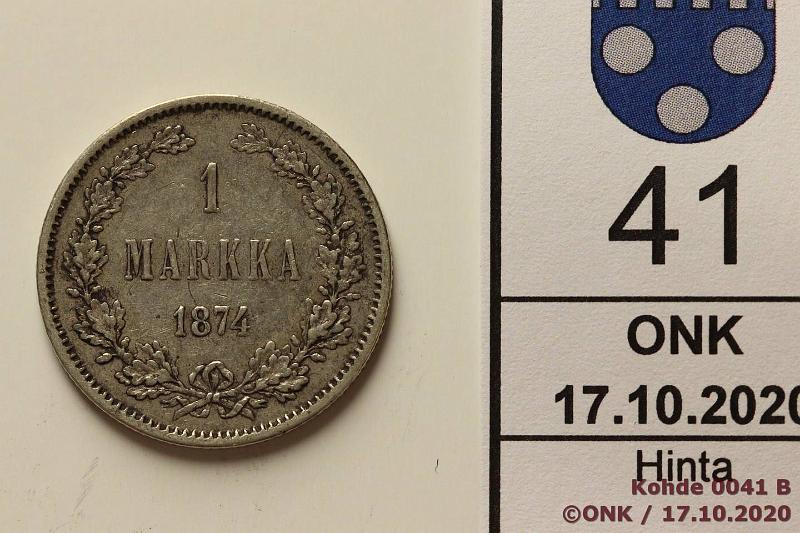 1
MARKKA
1874
41
ONK
17.10.2020
Hinta
Kohde 0041 B
©ONK / 17.10.2020